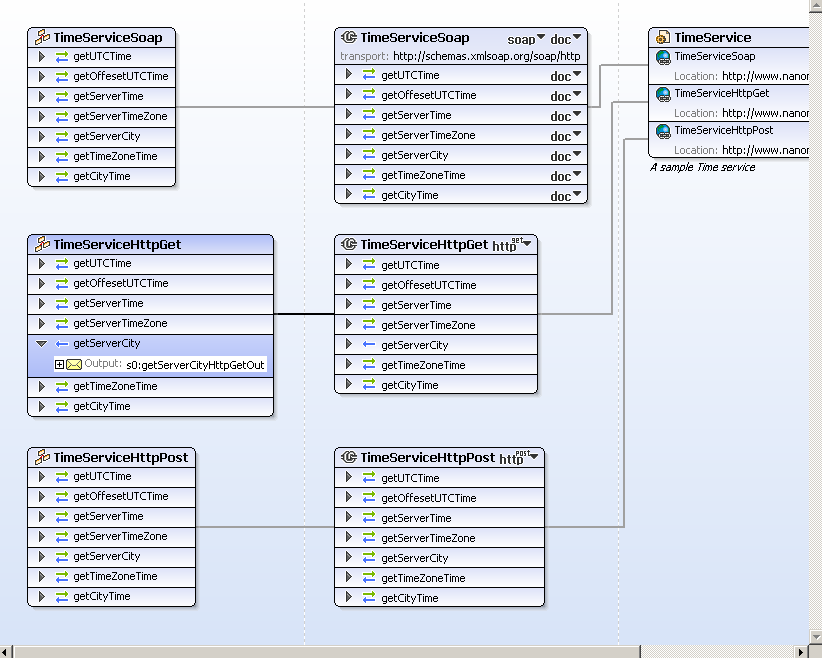 TimeServiceSoap
getUTCTime
getOffesetUTCTime
getServerTime
getServerTimeZone
getServerCity
getTimeZoneTime
getCityTime
TimeServiceHttpGet
getUTCTime
getOffesetUTCTime
getServerTime
getServerTimeZone
getServerCity
Output: s0:getServerCityHttpGetOut
getTimeZoneTime
getCityTime
TimeServiceHttpPost
getUTCTime
getOffesetUTCTime
getServerTime
getServerTimeZone
getServerCity
getTimeZoneTime
getCityTime
TimeServiceSoap soap doc
transport: http://schemas.xmlsoap.org/soap/http
getUTCTime doc
getOffesetUTCTime doc
getServerTime doc
getServerTimeZone doc
getServerCity doc
getTimeZoneTime doc
getCityTime doc
TimeServiceHttpGet http get
getUTCTime
getOffesetUTCTime
getServerTime
getServerTimeZone
getServerCity
getTimeZoneTime
getCityTime
TimeServiceHttpPost http post
getUTCTime
getOffesetUTCTime
getServerTime
getServerTimeZone
getServerCity
getTimeZoneTime
getCityTime
TimeService
TimeServiceSoap
Location: http://www.nanor
TimeServiceHttpGet
Location: http://www.nanor
TimeServiceHttpPost
Location: http://www.nanor
A sample Time service